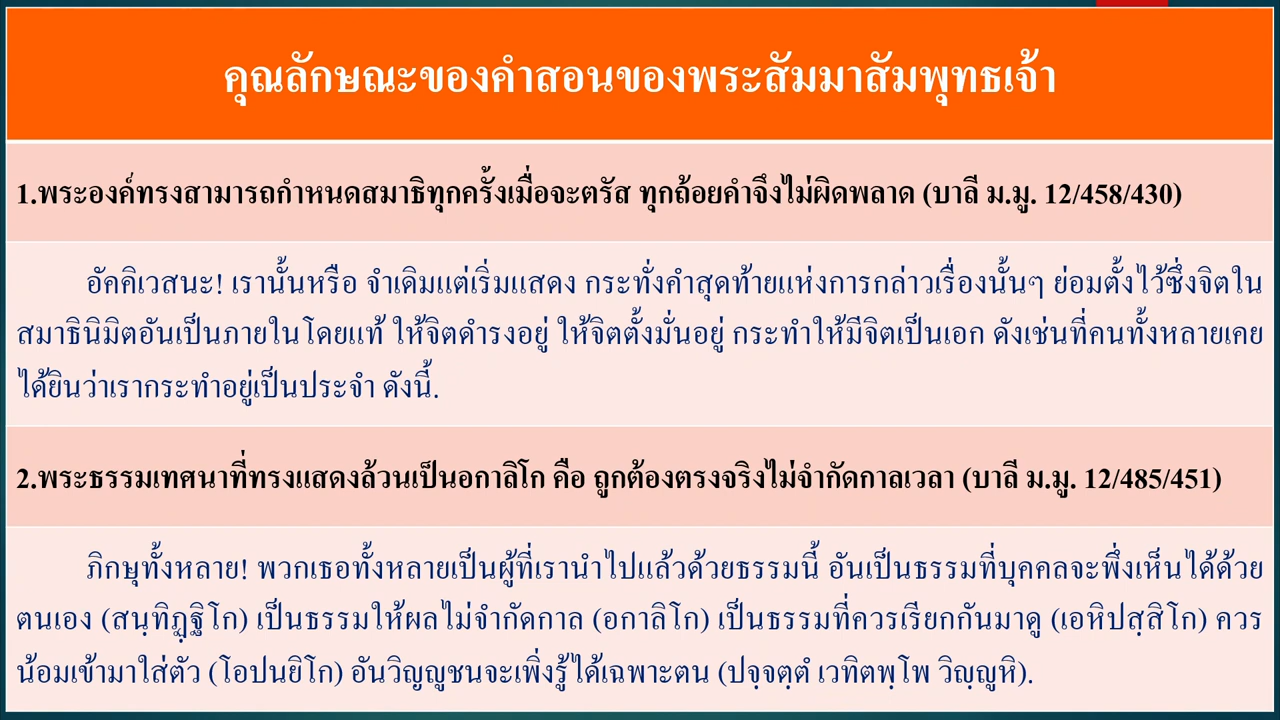 คุณลักษณะของคำสอนของพระสัมมาสัมพุทธเจ้า
1.พระองค์ทรงสามารถกำหนดสมาธิทุกครั้งเมื่อจะตรัส ทุกถ้อยคำจึงไม่ผิดพลาด (บาลี ม.มู. 12/458/430)
อัคคิเวสนะ! เรานั้นหรือ จำเดิมแต่เริ่มแสดง กระทั่งคำสุดท้ายแห่งการกล่าวเรื่องนั้นๆ ย่อมตั้งไว้ซึ่งจิตใน
สมาธินิมิตอันเป็นภายในโดยแท้ ให้จิตดำรงอยู่ ให้จิตตั้งมั่นอยู่ กระทำให้มีจิตเป็นเอก ดังเช่นที่คนทั้งหลายเคย
ได้ยินว่าเรากระทำอยู่เป็นประจำ ดังนี้.
2.พระธรรมเทศนาที่ทรงแสดงล้วนเป็นอกาลิโก คือ ถูกต้องตรงจริงไม่จำกัดกาลเวลา (บาลี ม.มู. 12/485/451)
ภิกษุทั้งหลาย! พวกเธอทั้งหลายเป็นผู้ที่เรานำไปแล้วด้วยธรรมนี้ อันเป็นธรรมที่บุคคลจะพึ่งเห็นได้ด้วย
ตนเอง (สนฺทิฏฺฐิโก) เป็นธรรมให้ผลไม่จำกัดกาล (อกาลิโก) เป็นธรรมที่ควรเรียกกันมาดู (เอหิปสฺสิโก) ควร
น้อมเข้ามาใส่ตัว (โอปนยิโก) อันวิญญูชนจะเพิ่งรู้ได้เฉพาะตน (ปจฺจตฺตํ เวทิตพฺโพ วิญฺญูหิ).